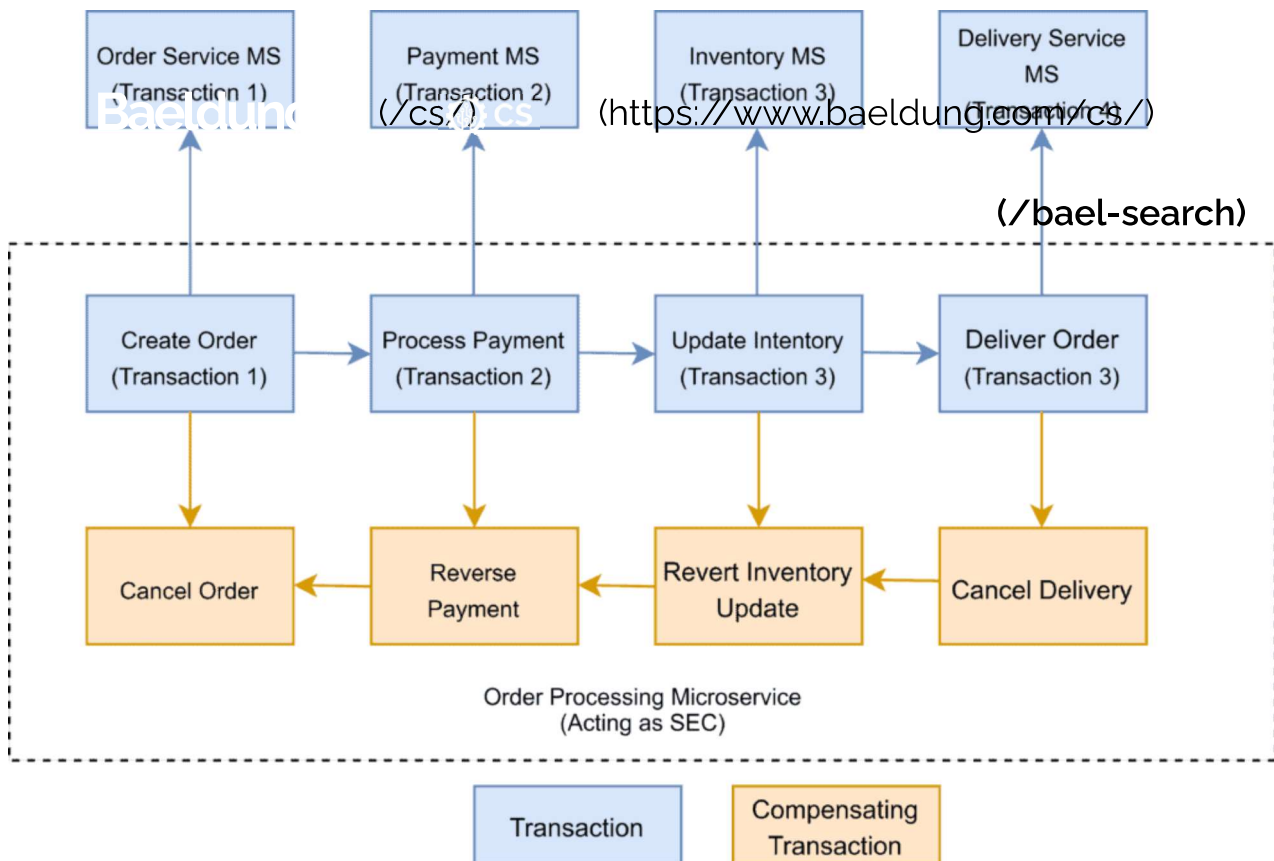 Order Service MS
(Transaction 1)
Payment MS
(Transaction 2)
Inventory MS
(Transaction 3)
Delivery Service
MS
(Transaction 4)
Baeldung (/cs/) CS (https://www.baeldung.com/cs/)
(/bael-search)
Create Order
(Transaction 1)
Process Payment
(Transaction 2)
Update Intentory
(Transaction 3)
Deliver Order
(Transaction 3)
Cancel Order
Reverse
Payment
Revert Inventory
Update
Cancel Delivery
Order Processing Microservice
(Acting as SEC)
Transaction
Compensating
Transaction